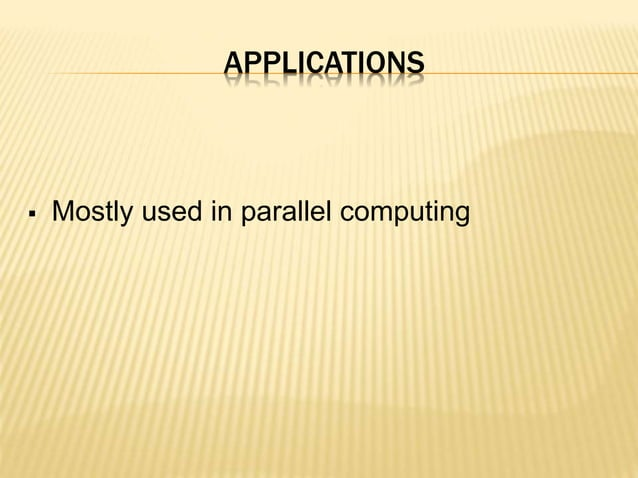 APPLICATIONS
▪ Mostly used in parallel computing